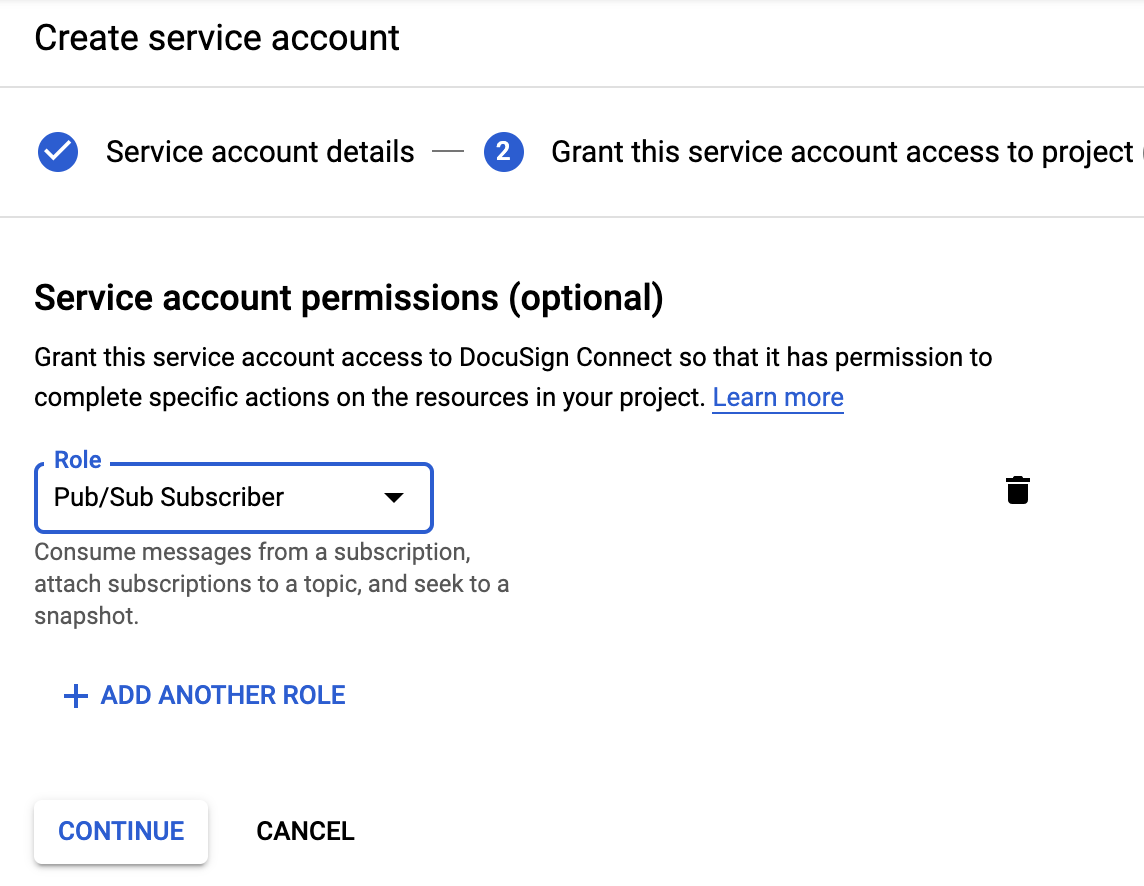 Create service account
Service account details
2
Grant this service account access to project
Service account permissions (optional)
Grant this service account access to DocuSign Connect so that it has permission to
complete specific actions on the resources in your project. Learn more
Role
Pub/Sub Subscriber
Consume messages from a subscription,
attach subscriptions to a topic, and seek to a
snapshot.
+ ADD ANOTHER ROLE
CONTINUE
CANCEL